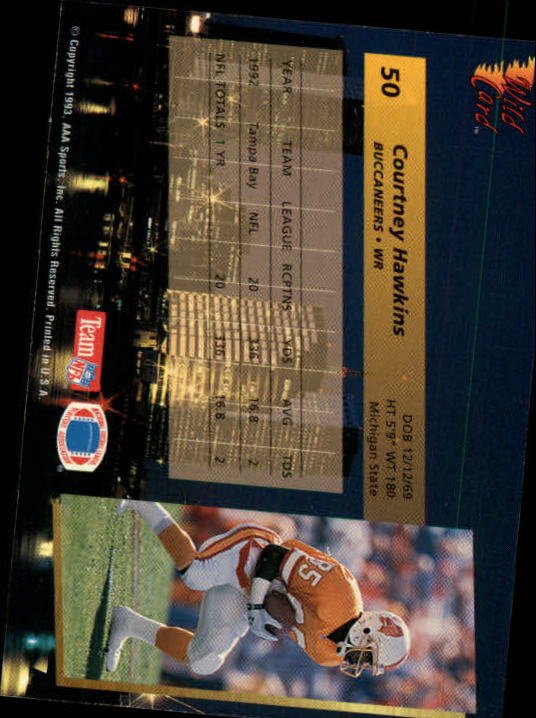 Wild
Card™
50 Courtney Hawkins
BUCCANEERS • WR
DOB 12/12/69
HT 5'9" WT 180
Michigan State
YEAR TEAM LEAGUE RCPTNS YDS AVG TDS
1992 Tampa Bay NFL 20 336 16.8 2
NFL TOTALS 1 YR 20 336 16.8 2
85
Team NFL
© Copyright 1993, AAA Sports, Inc. All Rights Reserved. Printed in U.S.A.